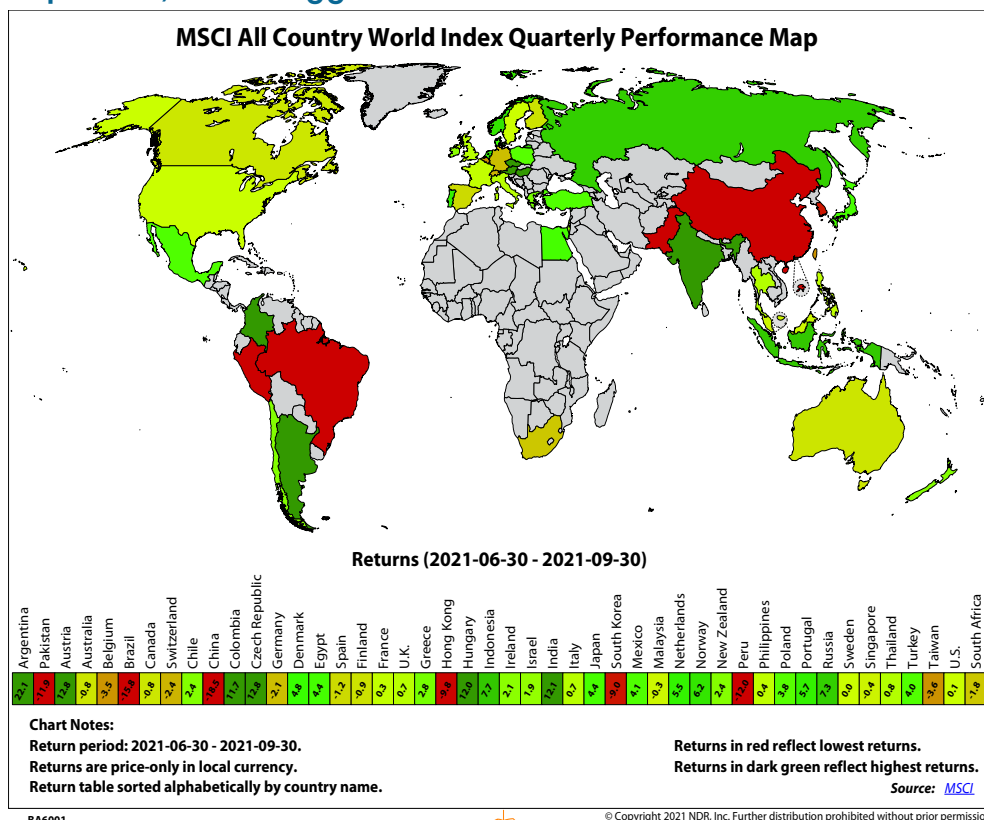 MSCI All Country World Index Quarterly Performance Map
Returns (2021-06-30 - 2021-09-30)
Argentina
Pakistan
Austria
Australia
Belgium
Brazil
Canada
Switzerland
Chile
China
Colombia
Czech Republic
Germany
Denmark
Egypt
Spain
Finland
France
U.K.
Greece
Hong Kong
Hungary
Indonesia
Ireland
Israel
India
Italy
Japan
South Korea
Mexico
Malaysia
Netherlands
Norway
New Zealand
Peru
Philippines
Poland
Portugal
Russia
Sweden
Singapore
Thailand
Turkey
Taiwan
U.S.
South Africa
22.1
-11.9
12.8
-0.8
-3.5
-15.8
-0.8
-2.4
2.4
-18.5
12.8
-2.1
4.8
4.4
-1.2
-0.9
0.3
0.7
2.8
-9.8
12.0
7.7
2.1
1.9
12.1
0.7
4.4
-9.0
4.1
-0.3
5.5
6.2
2.4
-12.0
0.4
3.8
5.7
7.3
0.0
-0.4
0.8
4.0
-3.6
0.1
-1.8
Chart Notes:
Return period: 2021-06-30 - 2021-09-30.
Returns are price-only in local currency.
Return table sorted alphabetically by country name.
Returns in red reflect lowest returns.
Returns in dark green reflect highest returns.
Source: MSCI
© Copyright 2021 NDR, Inc. Further distribution prohibited without prior